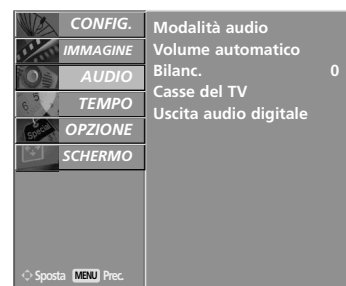 CONFIG.
IMMAGINE
AUDIO
TEMPO
OPZIONE
SCHERMO
Modalità audio
Volume automatico
Bilanc. 0
Casse del TV
Uscita audio digitale
Sposta MENU Prec.